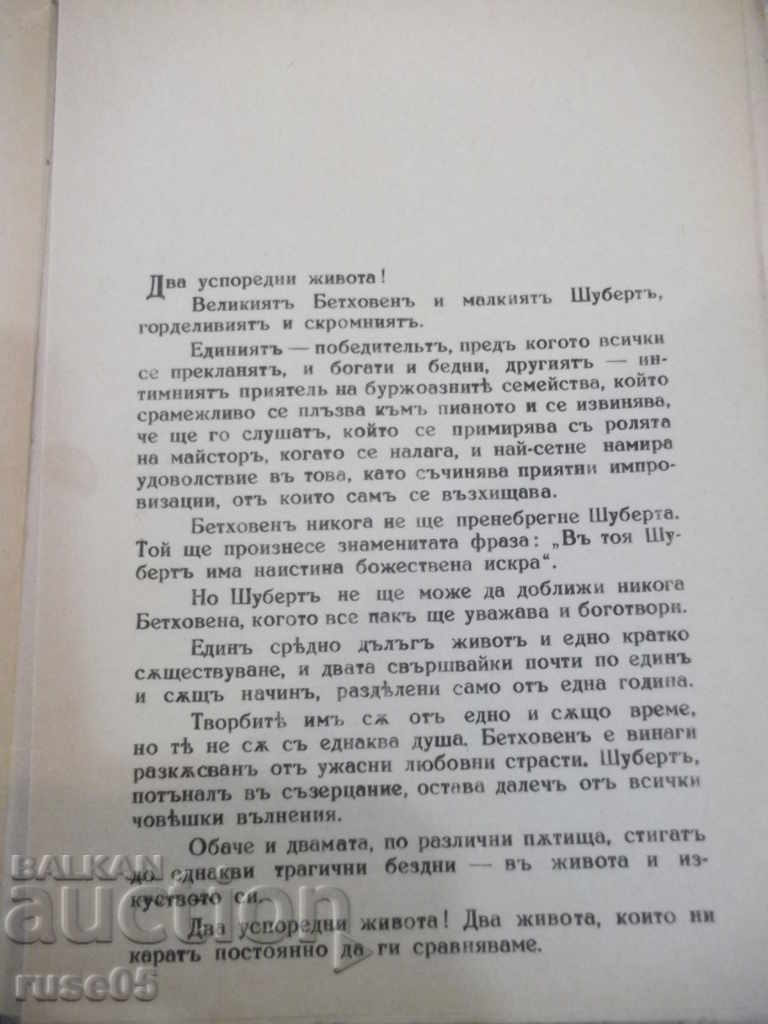 Два успоредни живота!
Великиятъ Бетховенъ и малкиятъ Шубертъ,
горделивиятъ и скромниятъ.
Единиятъ — победительтъ, предъ когото всички
се прекланятъ, и богати и бедни, другиятъ — ин-
тимниятъ приятель на буржоазнитѣ семейства, който
срамежливо се плъзва къмъ пианото и се извинява,
че ще го слушатъ, който се примирява съ ролята
на майсторъ, когато се налага, и най-сетне намира
удоволствие въ това, като съчинява приятни импро-
визации, отъ които самъ се възхищава.
Бетховенъ никога не ще пренебрегне Шуберта.
Той ще произнесе знаменитата фраза: „Въ тоя Шу-
бертъ има наистина божествена искра“.
Но Шубертъ не ще може да доближи никога
Бетховена, когото все пакъ ще уважава и боготвори.
Единъ срѣдно дълъгъ животъ и едно кратко
сѫществуване, и двата свършвайки почти по единъ
и сѫщъ начинъ, раздѣлени само отъ една година.
Творбитѣ имъ сѫ отъ едно и сѫщо време,
но тѣ не сѫ съ еднаква душа. Бетховенъ е винаги
разкѫсванъ отъ ужасни любовни страсти. Шубертъ,
потъналъ въ съзерцание, остава далечъ отъ всички
човѣшки вълнения.
Обаче и двамата, по различни пѫтища, стигатъ
до еднакви трагични бездни — въ живота и из-
куството си.
Два успоредни живота! Два живота, които ни
каратъ постоянно да ги сравняваме.
BALKAN
auction
ruse05